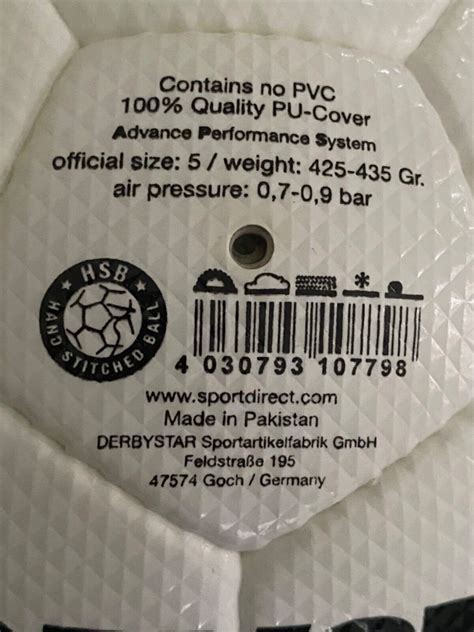 Contains no PVC
100% Quality PU-Cover
Advance Performance System
official size: 5 / weight: 425-435 Gr.
air pressure: 0,7-0,9 bar
HSB
HAND STITCHED BALL
4 030793 107798
www.sportdirect.com
Made in Pakistan
DERBYSTAR Sportartikelfabrik GmbH
Feldstraße 195
47574 Goch / Germany